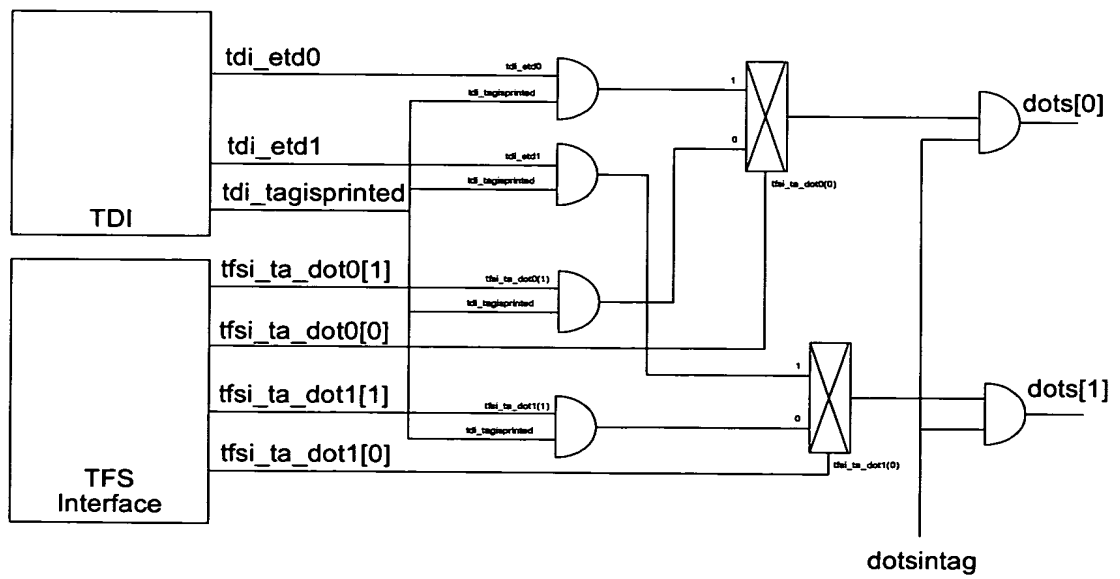 tdi_etd0
tdi_etd0
tdi_tagisprinted
1
dots[0]
tdi_etd1
tdi_etd1
0
tdi_tagisprinted
tdi_tagisprinted
tfsi_ta_dot0(0)
TDI
tfsi_ta_dot0[1]
tfsi_ta_dot0(1)
tdi_tagisprinted
tfsi_ta_dot0[0]
1
tfsi_ta_dot1[1]
tfsi_ta_dot1(1)
dots[1]
0
tdi_tagisprinted
tfsi_ta_dot1[0]
tfsi_ta_dot1(0)
TFS
Interface
dotsintag